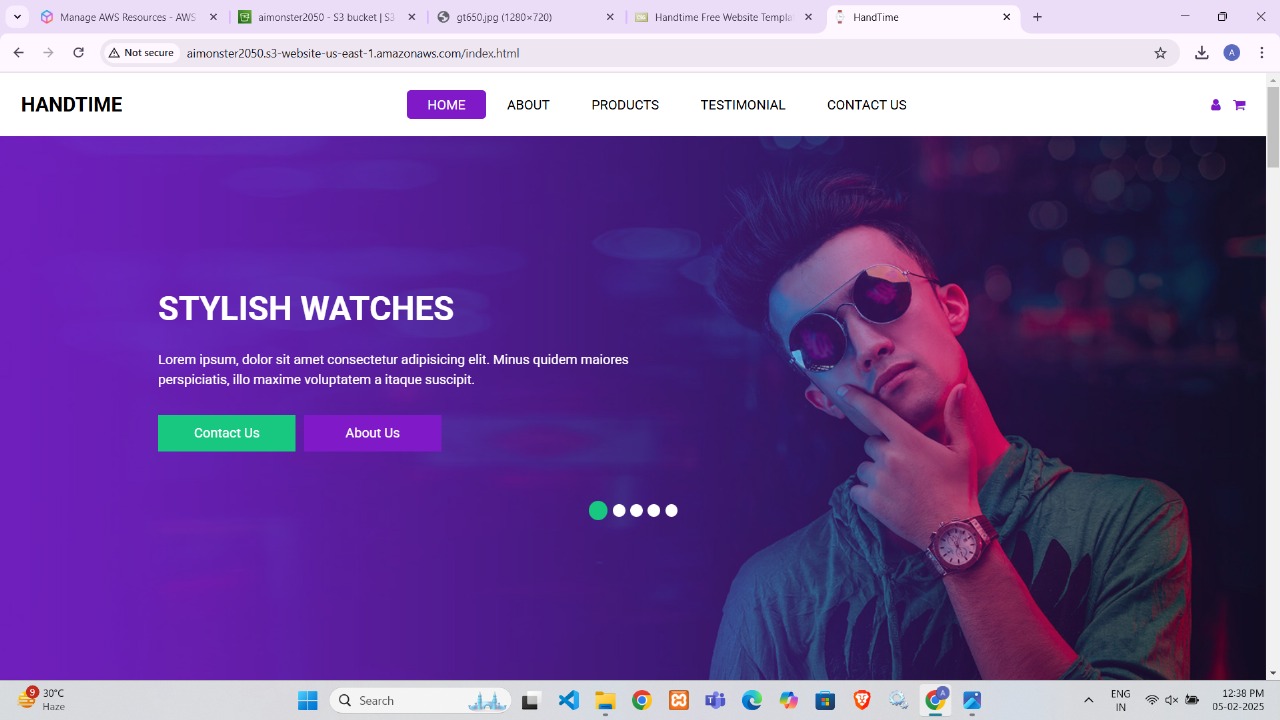 Manage AWS Resources - AWS
aimonster2050 - S3 bucket | S3
gt650.jpg (1280×720)
Handtime Free Website Templa
HandTime
Not secure
aimonster2050.s3-website-us-east-1.amazonaws.com/index.html
A
HANDTIME
HOME
ABOUT
PRODUCTS
TESTIMONIAL
CONTACT US
STYLISH WATCHES
Lorem ipsum, dolor sit amet consectetur adipisicing elit. Minus quidem maiores
perspiciatis, illo maxime voluptatem a itaque suscipit.
Contact Us
About Us
9
30°C
Haze
Search
A
ENG
IN
12:38 PM
05-02-2025